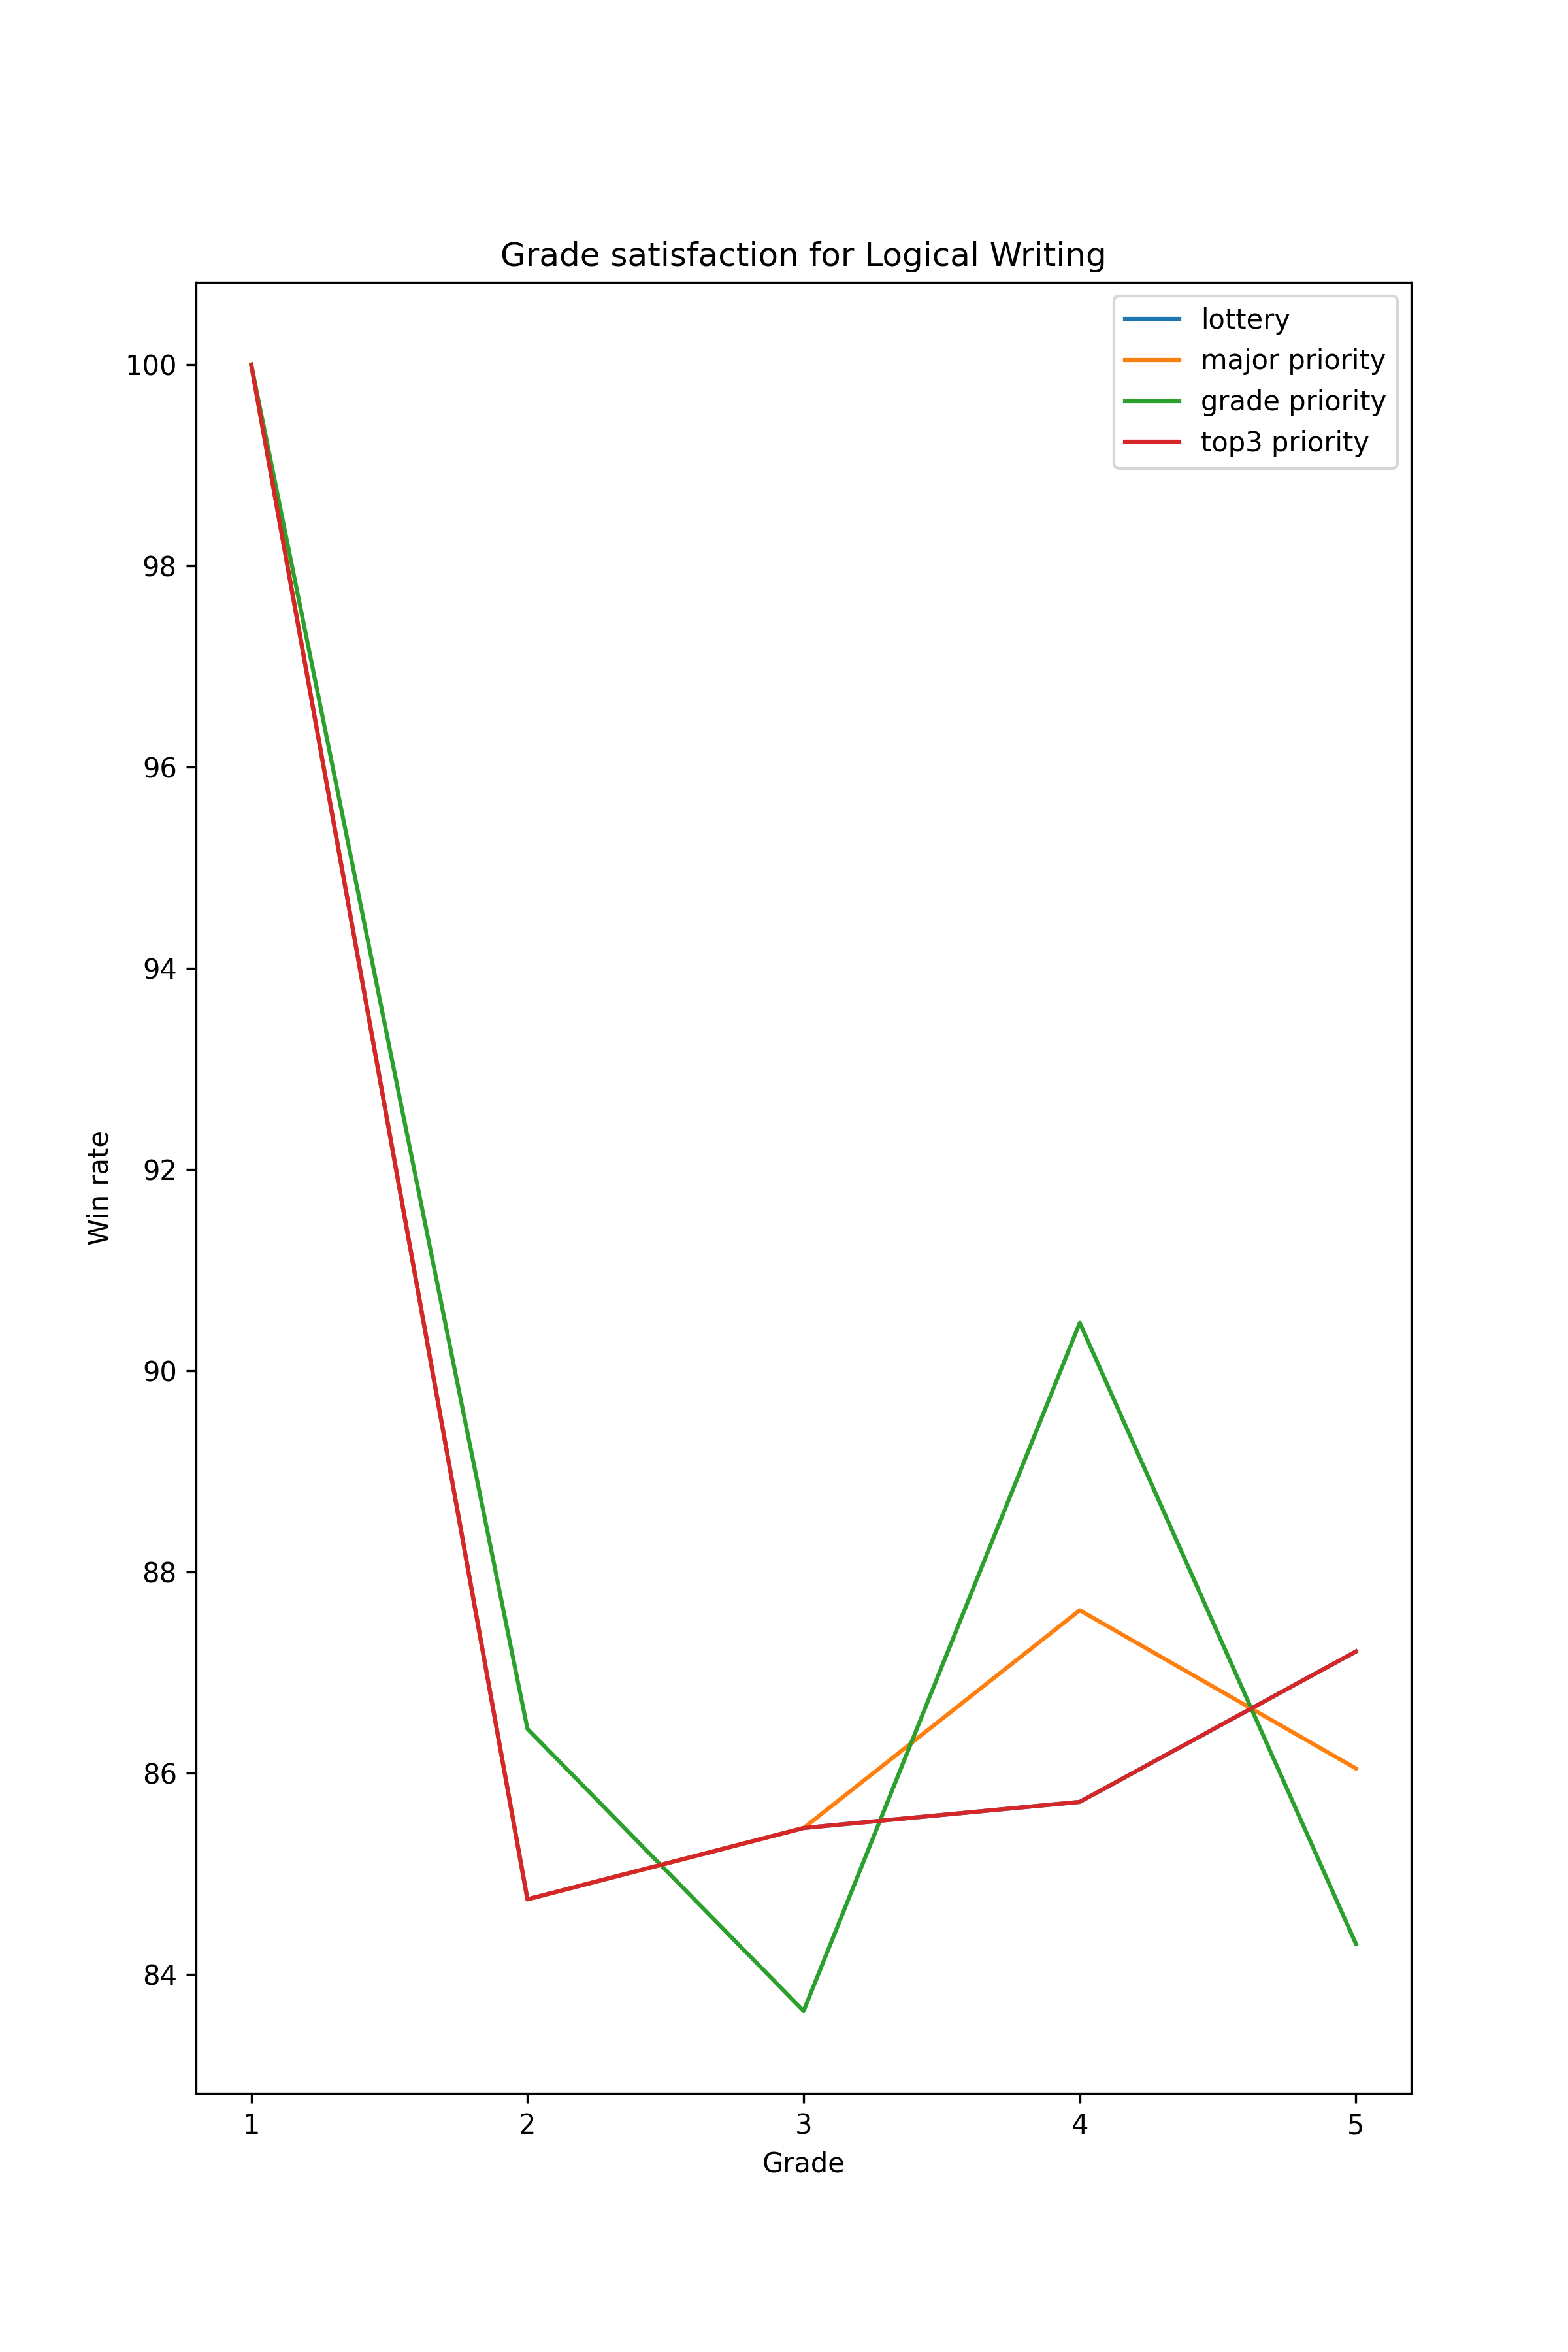 Grade satisfaction for Logical Writing
lottery
major priority
grade priority
top3 priority
100
98
96
94
92
90
88
86
84
Win rate
1 2 3 4 5
Grade